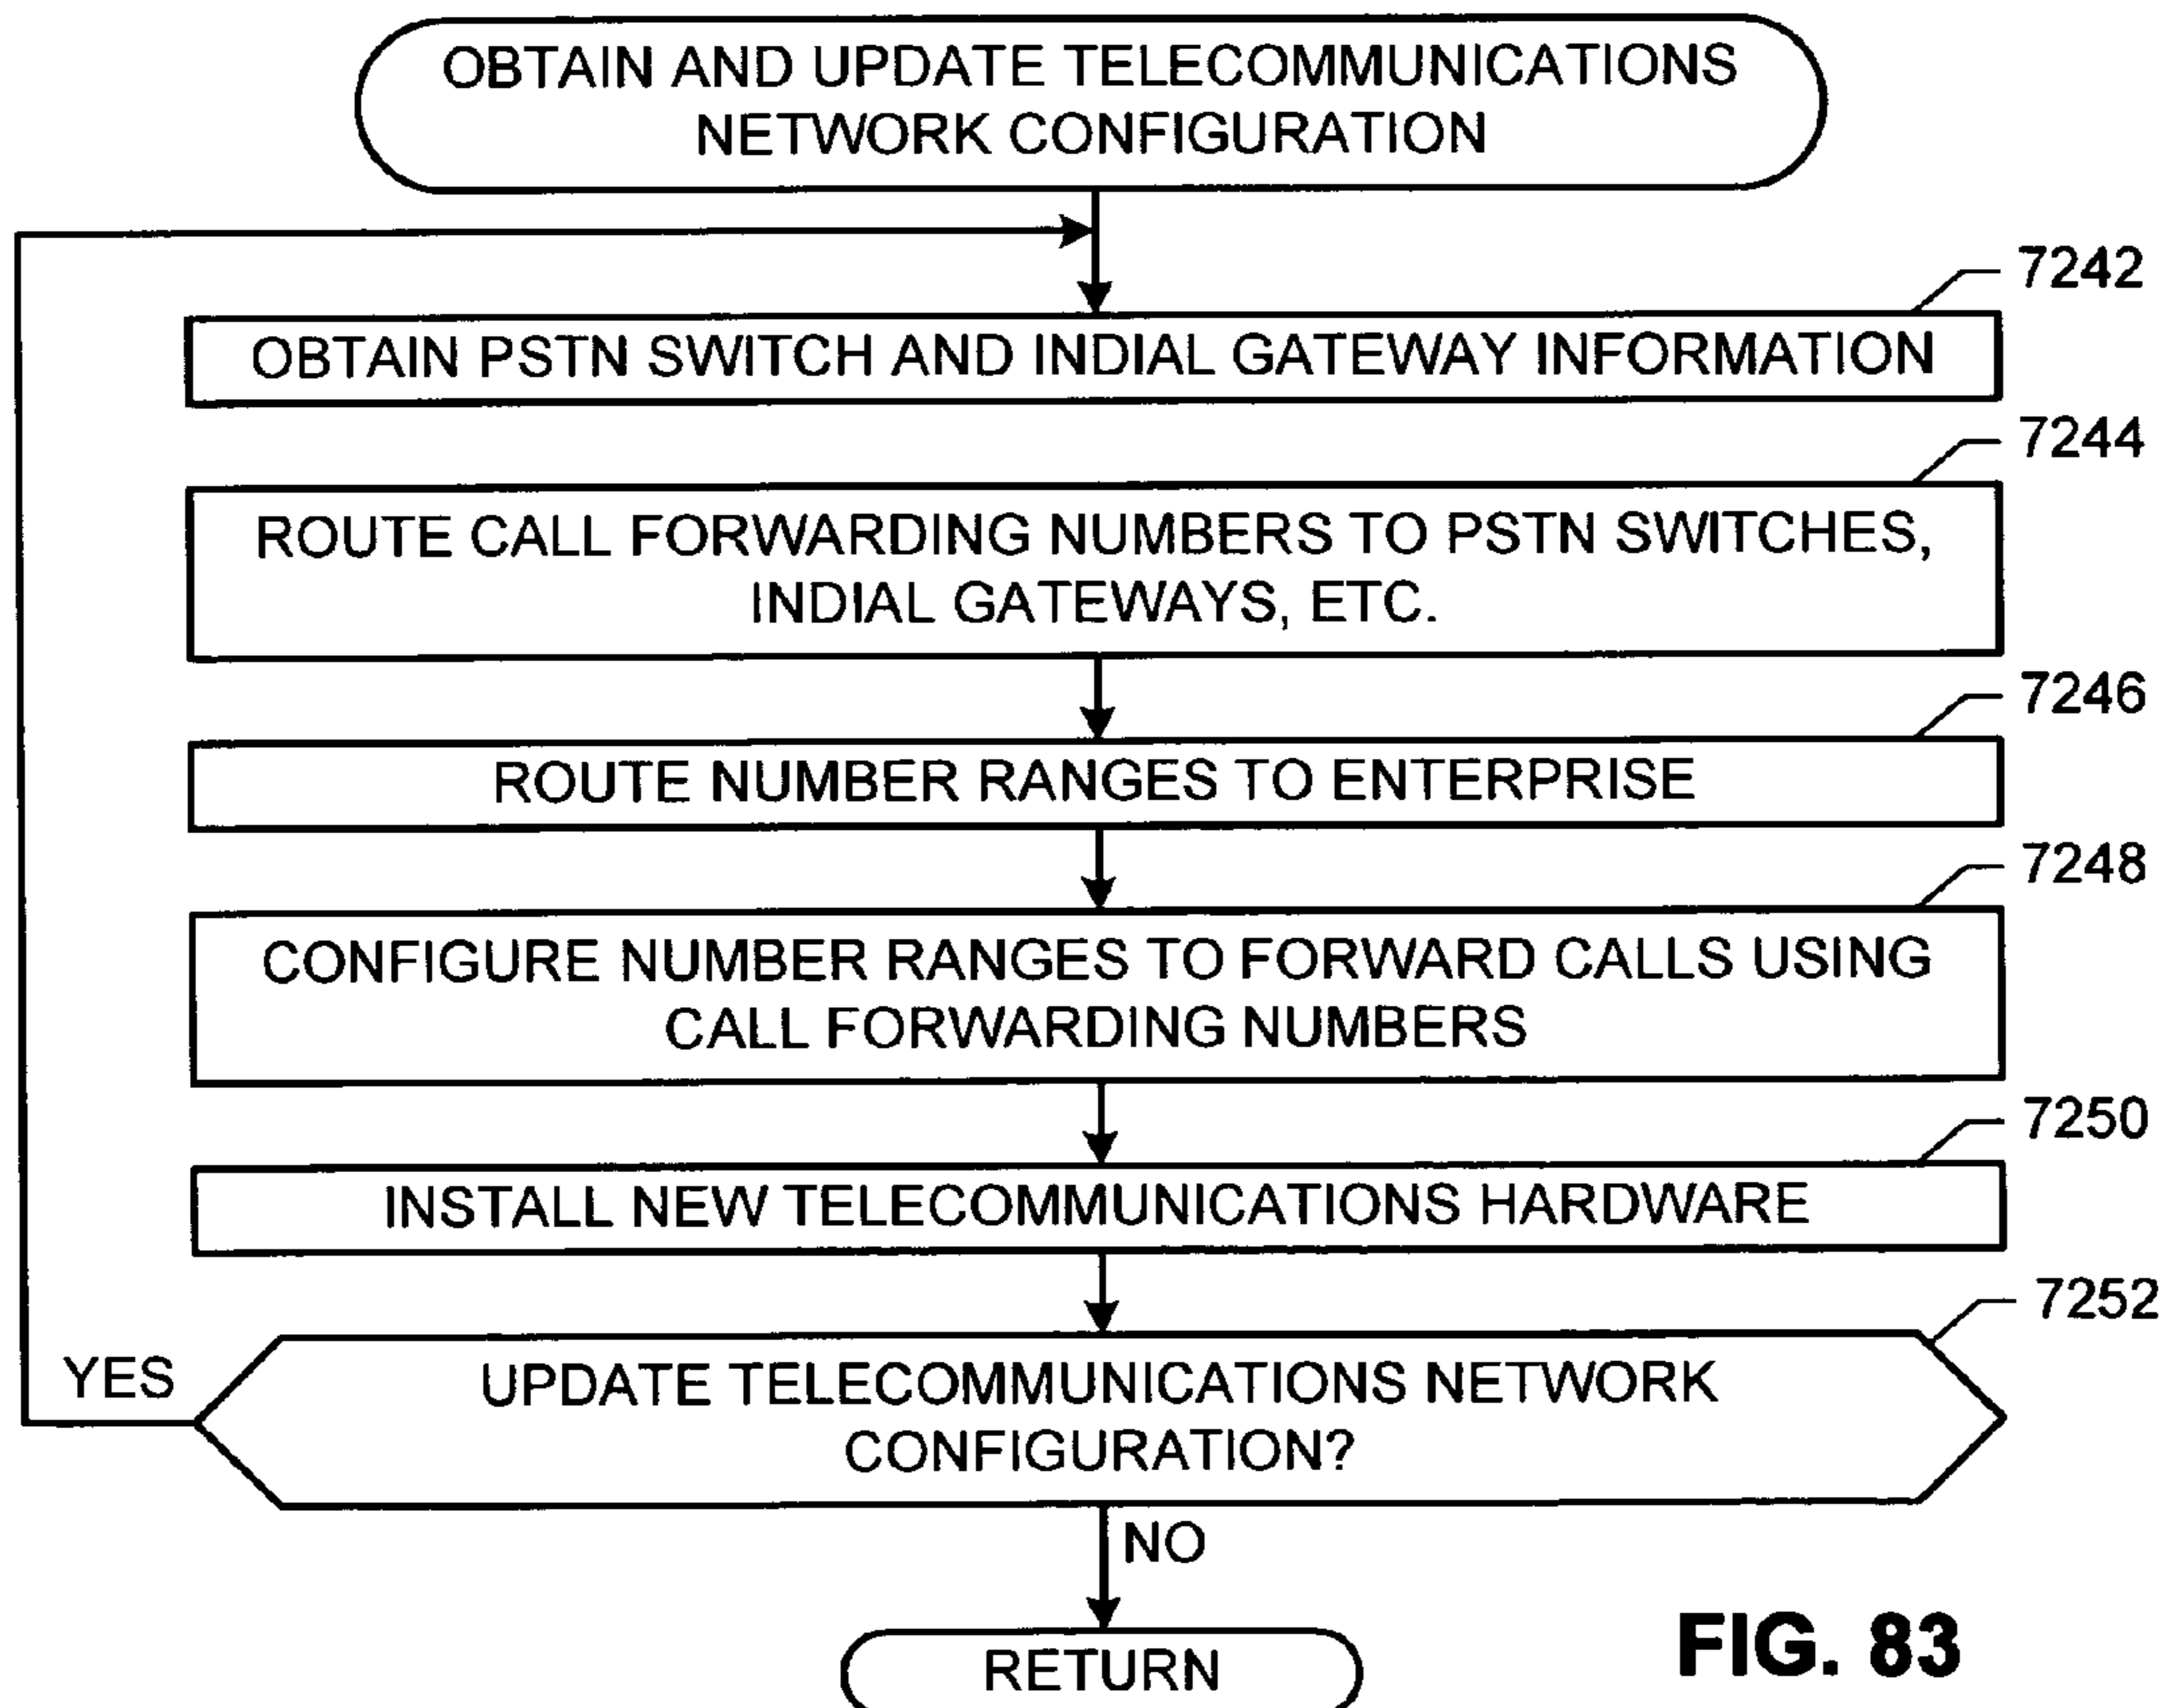 OBTAIN AND UPDATE TELECOMMUNICATIONS
NETWORK CONFIGURATION
7242
OBTAIN PSTN SWITCH AND INDIAL GATEWAY INFORMATION
7244
ROUTE CALL FORWARDING NUMBERS TO PSTN SWITCHES,
INDIAL GATEWAYS, ETC.
7246
ROUTE NUMBER RANGES TO ENTERPRISE
7248
CONFIGURE NUMBER RANGES TO FORWARD CALLS USING
CALL FORWARDING NUMBERS
7250
INSTALL NEW TELECOMMUNICATIONS HARDWARE
7252
YES
UPDATE TELECOMMUNICATIONS NETWORK
CONFIGURATION?
NO
RETURN
FIG. 83